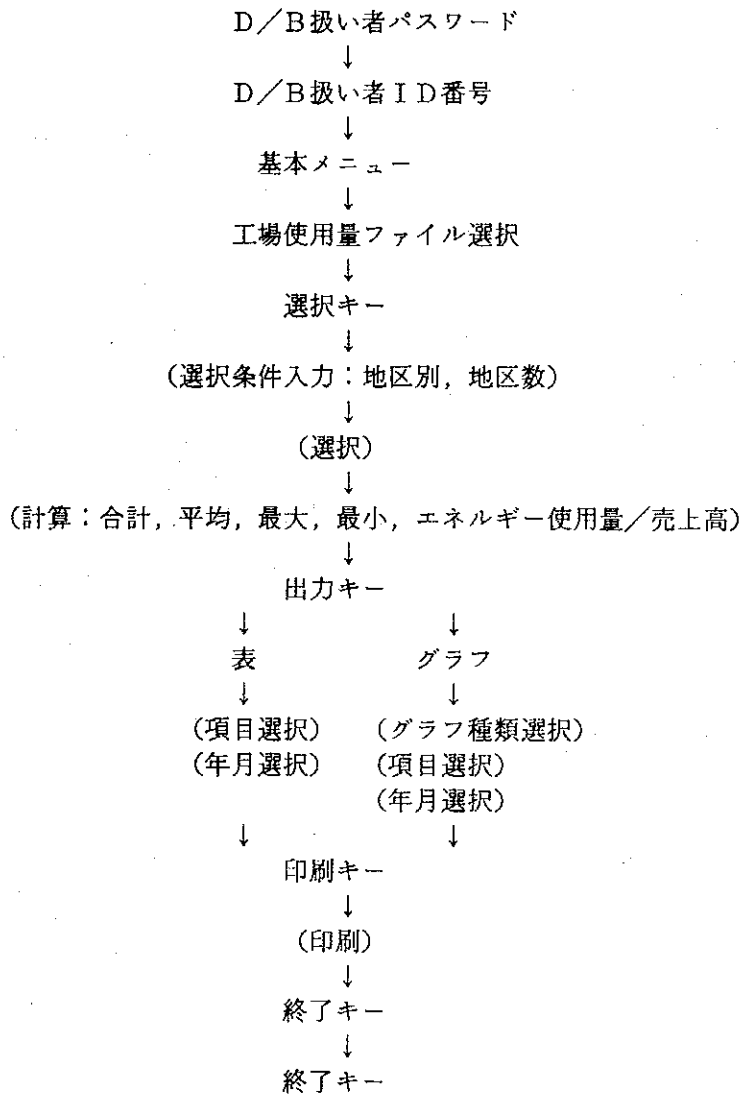 D／B扱い者パスワード
↓
D／B扱い者ID番号
↓
基本メニュー
↓
工場使用量ファイル選択
↓
選択キー
↓
(選択条件入力：地区別，地区数)
↓
(選択)
↓
(計算：合計，平均，最大，最小，エネルギー使用量／売上高)
↓
出力キー
↓ ↓
表 グラフ
↓ ↓
(項目選択) (グラフ種類選択)
(年月選択) (項目選択)
(年月選択)
↓ ↓
印刷キー
↓
(印刷)
↓
終了キー
↓
終了キー